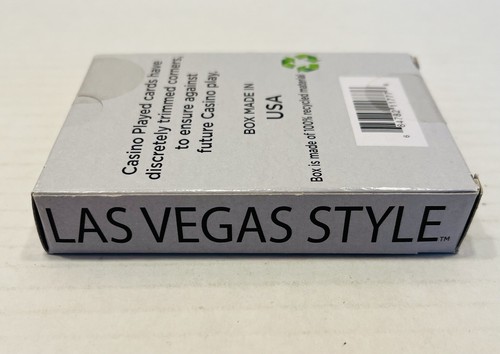 Casino Played cards have
discretely trimmed corners,
to ensure against
future Casino play.
BOX MADE IN
USA
Box is made of 100% recycled material
LAS VEGAS STYLE™